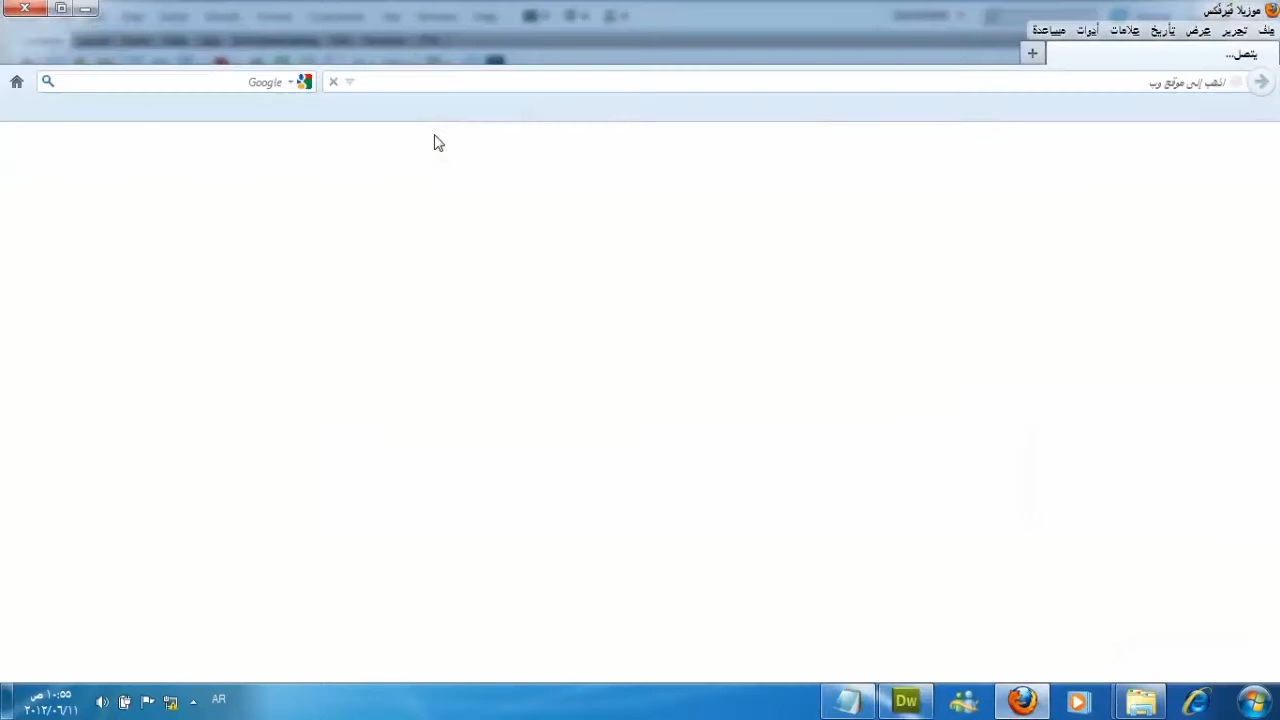 موزيلا فَيَرفُكس
ملف تحرير عرض تأريخ علامات أدوات مساعدة
يتصل...
اذهب إلى موقع وب
Google
Dw
AR
١٠:٥٥ ص
٢٠١٢/٠٦/١١